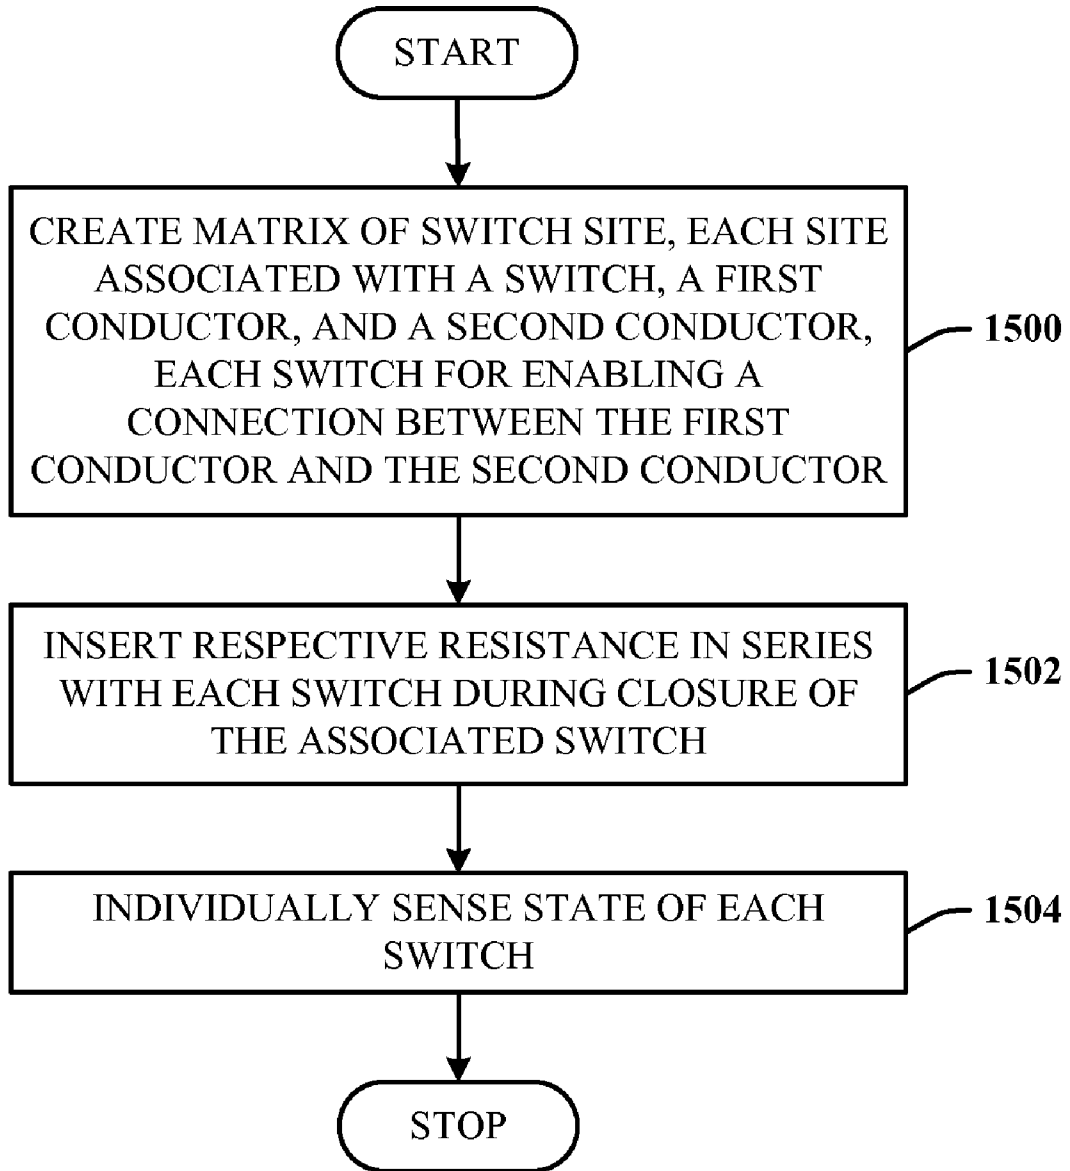 START
CREATE MATRIX OF SWITCH SITE, EACH SITE
ASSOCIATED WITH A SWITCH, A FIRST
CONDUCTOR, AND A SECOND CONDUCTOR,
EACH SWITCH FOR ENABLING A
CONNECTION BETWEEN THE FIRST
CONDUCTOR AND THE SECOND CONDUCTOR
1500
INSERT RESPECTIVE RESISTANCE IN SERIES
WITH EACH SWITCH DURING CLOSURE OF
THE ASSOCIATED SWITCH
1502
INDIVIDUALLY SENSE STATE OF EACH
SWITCH
1504
STOP